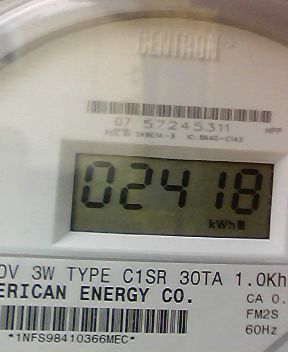 CENTRON
07 57245311
HPP
02418
kWh
0V 3W TYPE C1SR 30TA 1.0Kh
ERICAN ENERGY CO.
CA 0.
FM2S
60Hz
*1NFS98410366MEC*